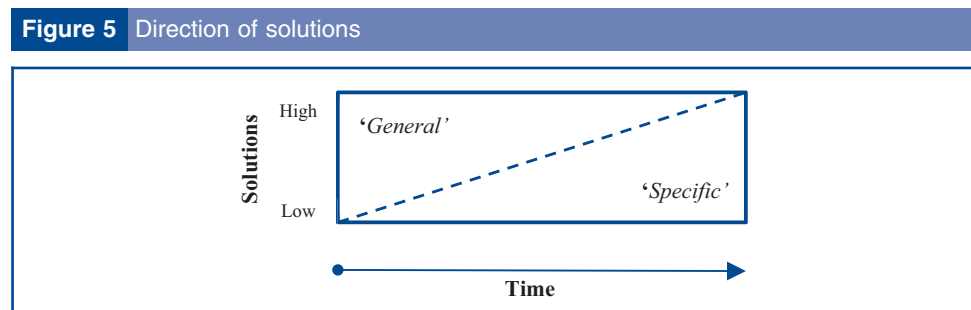 Figure 5 Direction of solutions
High
‘General’
Solutions
‘Specific’
Low
Time